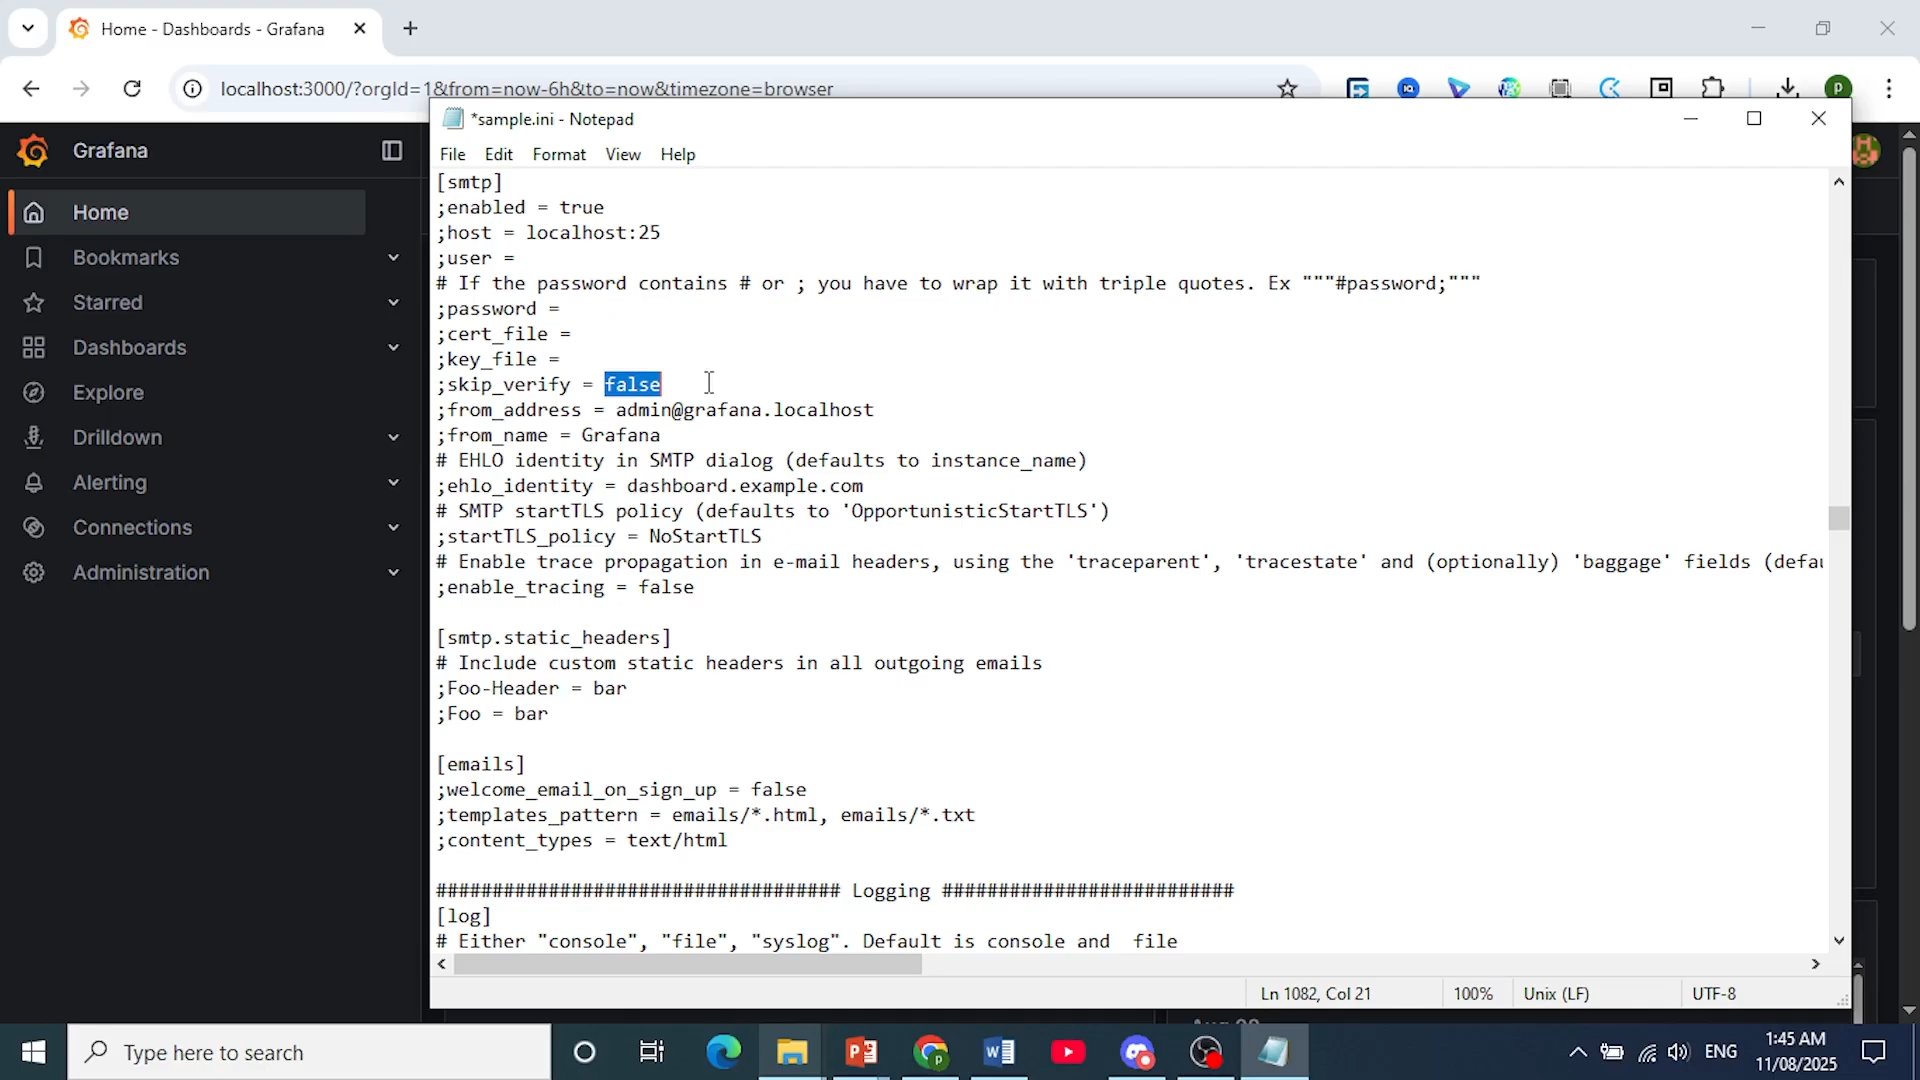 Home - Dashboards - Grafana
localhost:3000/?orgId=1&from=now-6h&to=now&timezone=browser
P
Grafana
Home
Bookmarks
Starred
Dashboards
Explore
Drilldown
Alerting
Connections
Administration
*sample.ini - Notepad
File Edit Format View Help
[smtp]
;enabled = true
;host = localhost:25
;user =
# If the password contains # or ; you have to wrap it with triple quotes. Ex """#password;"""
;password =
;cert_file =
;key_file =
;skip_verify = false
;from_address = admin@grafana.localhost
;from_name = Grafana
# EHLO identity in SMTP dialog (defaults to instance_name)
;ehlo_identity = dashboard.example.com
# SMTP startTLS policy (defaults to 'OpportunisticStartTLS')
;startTLS_policy = NoStartTLS
# Enable trace propagation in e-mail headers, using the 'traceparent', 'tracestate' and (optionally) 'baggage' fields (defau
;enable_tracing = false
[smtp.static_headers]
# Include custom static headers in all outgoing emails
;Foo-Header = bar
;Foo = bar
[emails]
;welcome_email_on_sign_up = false
;templates_pattern = emails/*.html, emails/*.txt
;content_types = text/html
#################################### Logging ##########################
[log]
# Either "console", "file", "syslog". Default is console and  file
Ln 1082, Col 21
100%
Unix (LF)
UTF-8
Type here to search
ENG
1:45 AM
11/08/2025